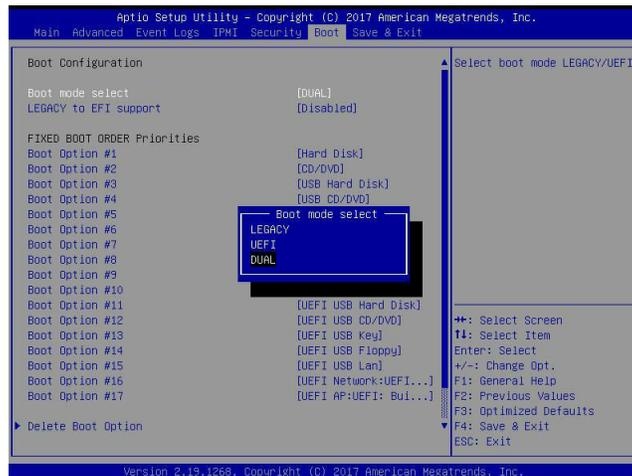 Aptio Setup Utility – Copyright (C) 2017 American Megatrends, Inc.
Main Advanced Event Logs IPMI Security Boot Save & Exit
Boot Configuration
Select boot mode LEGACY/UEFI
Boot mode select [DUAL]
LEGACY to EFI support [Disabled]
FIXED BOOT ORDER Priorities
Boot Option #1 [Hard Disk]
Boot Option #2 [CD/DVD]
Boot Option #3 [USB Hard Disk]
Boot Option #4 [USB CD/DVD]
Boot Option #5
Boot Option #6
Boot Option #7
Boot Option #8
Boot Option #9
Boot Option #10
Boot mode select
LEGACY
UEFI
DUAL
Boot Option #11 [UEFI USB Hard Disk]
Boot Option #12 [UEFI USB CD/DVD]
Boot Option #13 [UEFI USB Key]
Boot Option #14 [UEFI USB Floppy]
Boot Option #15 [UEFI USB Lan]
Boot Option #16 [UEFI Network:UEFI...]
Boot Option #17 [UEFI AP:UEFI: Bui...]
Delete Boot Option
→←: Select Screen
↑↓: Select Item
Enter: Select
+/-: Change Opt.
F1: General Help
F2: Previous Values
F3: Optimized Defaults
F4: Save & Exit
ESC: Exit
Version 2.19.1268. Copyright (C) 2017 American Megatrends, Inc.